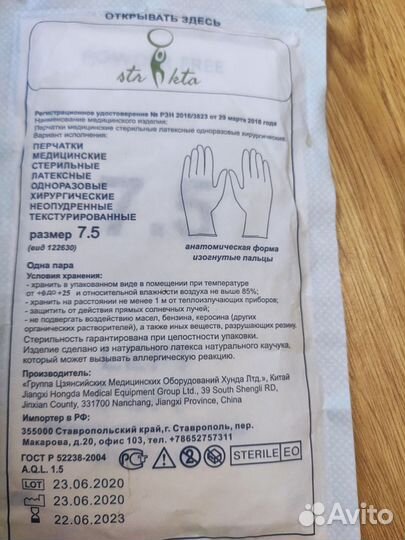 ОТКРЫВАТЬ ЗДЕСЬ
str kta
Регистрационное удостоверение № РЗН 2016/3823 от 29 марта 2016 года
Наименование медицинского изделия:
Перчатки медицинские стерильные латексные одноразовые хирургические
Вариант исполнения:
ПЕРЧАТКИ
МЕДИЦИНСКИЕ
СТЕРИЛЬНЫЕ
ЛАТЕКСНЫЕ
ОДНОРАЗОВЫЕ
ХИРУРГИЧЕСКИЕ
НЕОПУДРЕННЫЕ
ТЕКСТУРИРОВАННЫЕ
размер 7.5
(вид 122630)
анатомическая форма
изогнутые пальцы
Одна пара
Условия хранения:
- хранить в упакованном виде в помещении при температуре
от +0 до +25 и относительной влажности воздуха не выше 85%;
- хранить на расстоянии не менее 1 м от теплоизлучающих приборов;
- защитить от действия прямых солнечных лучей;
- не подвергать воздействию масел, бензина, керосина (других
органических растворителей), а также иных веществ, разрушающих резину.
Стерильность гарантирована при целостности упаковки.
Изделие сделано из натурального латекса натурального каучука,
который может вызывать аллергическую реакцию.
Производитель:
«Группа Цзянсийских Медицинских Оборудований Хунда Лтд.», Китай
Jiangxi Hongda Medical Equipment Group Ltd., 39 South Shengli RD,
Jinxian County, 331700 Nanchang, Jiangxi Province, China
Импортер в РФ:
355000 Ставропольский край,г. Ставрополь, пер.
Макарова, д.20, офис 103, тел. +78652757311
ГОСТ Р 52238-2004
A.Q.L. 1.5
STERILE EO
LOT 23.06.2020
23.06.2020
22.06.2023
Avito